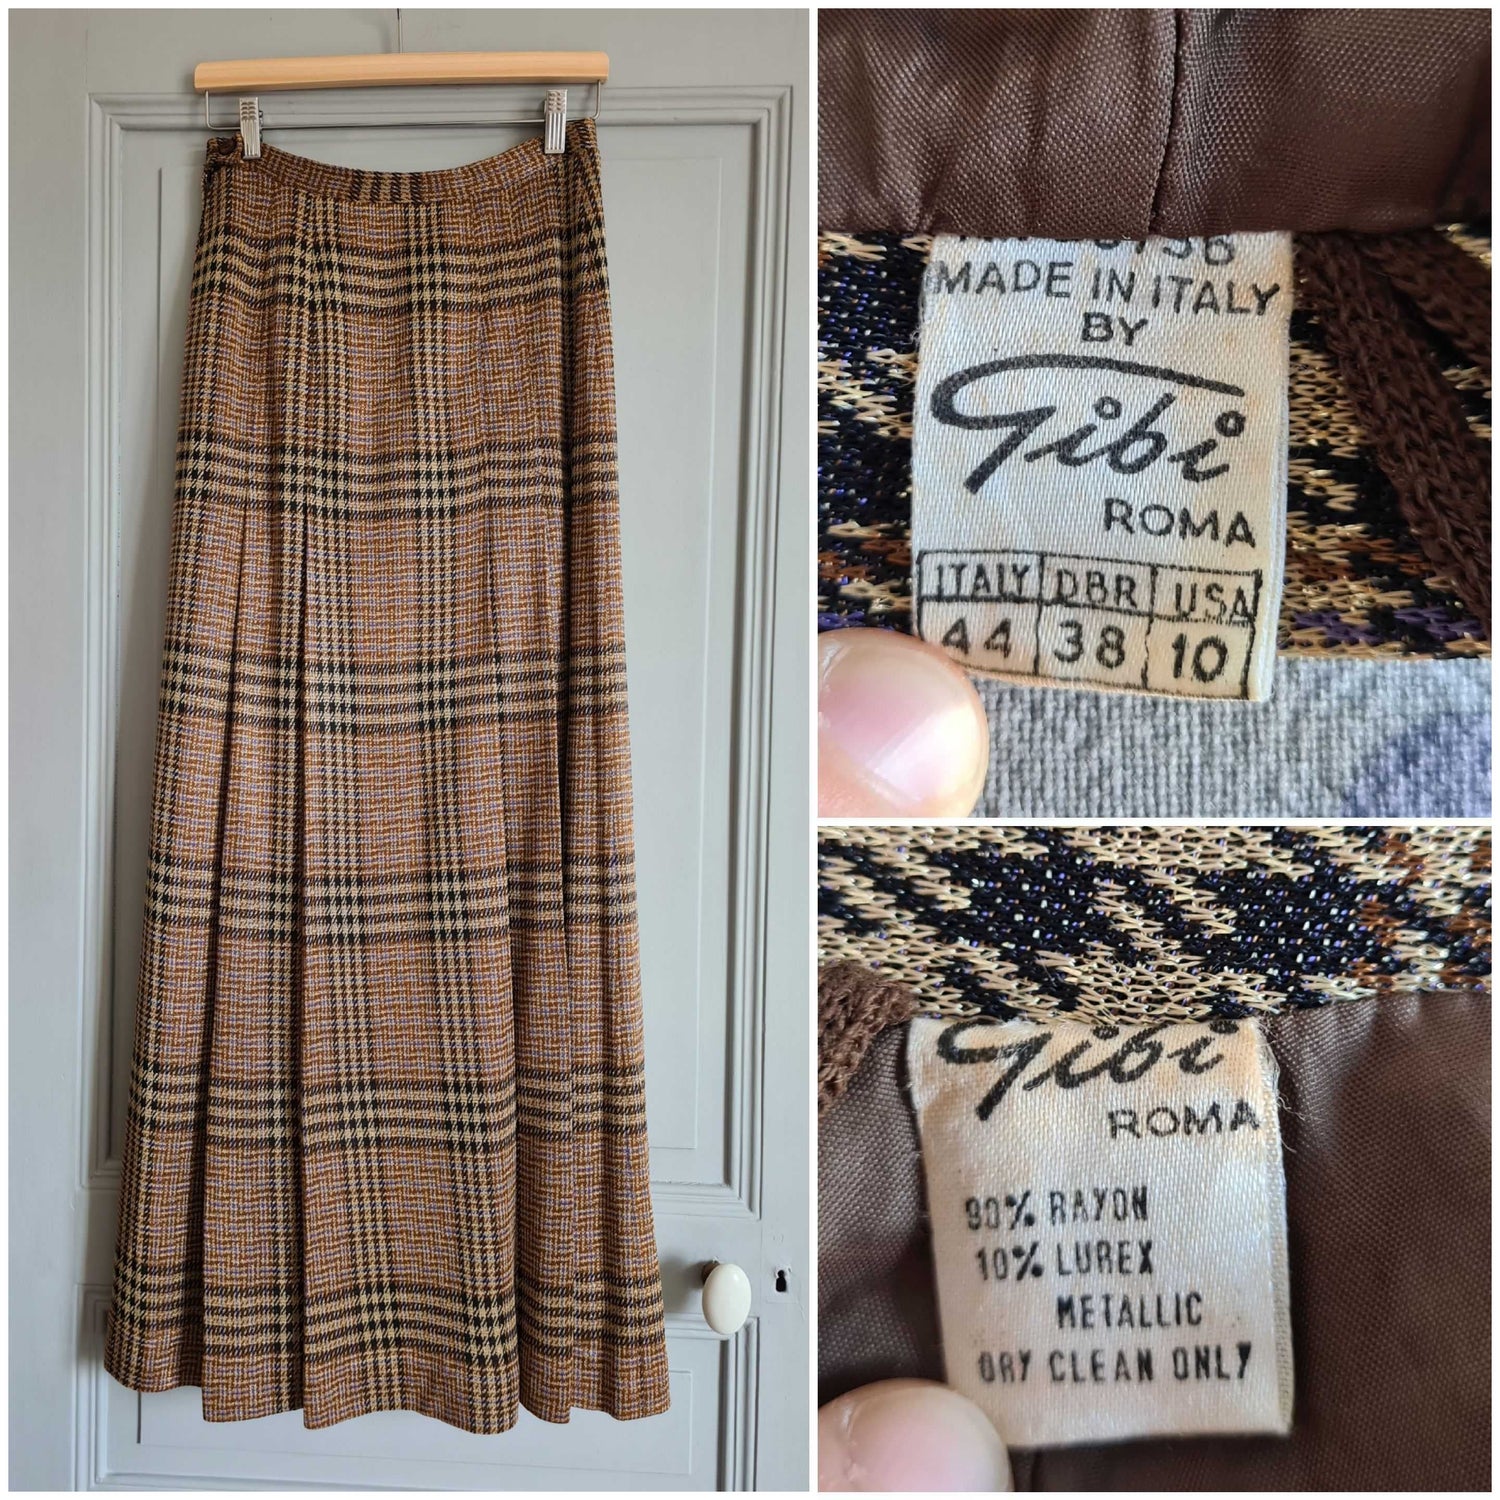 MADE IN ITALY
BY
Gibi
ROMA
ITALY DBR USA
44 38 10
Gibi
ROMA
90% RAYON
10% LUREX
METALLIC
DRY CLEAN ONLY